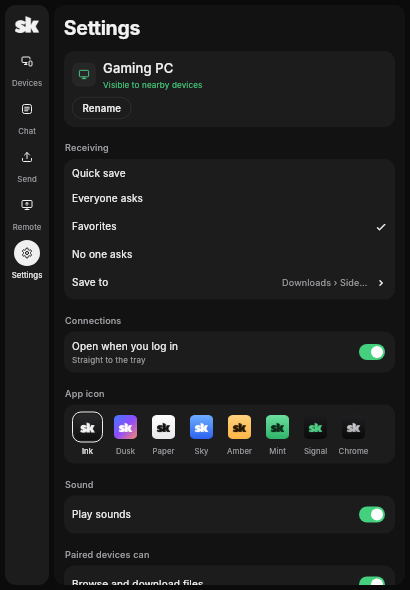 sk
Settings
Gaming PC
Visible to nearby devices
Rename
Devices
Chat
Send
Remote
Settings
Receiving
Quick save
Everyone asks
Favorites
No one asks
Save to
Downloads › Side...
Connections
Open when you log in
Straight to the tray
App icon
sk sk sk sk sk sk sk sk
Ink Dusk Paper Sky Amber Mint Signal Chrome
Sound
Play sounds
Paired devices can
Browse and download files